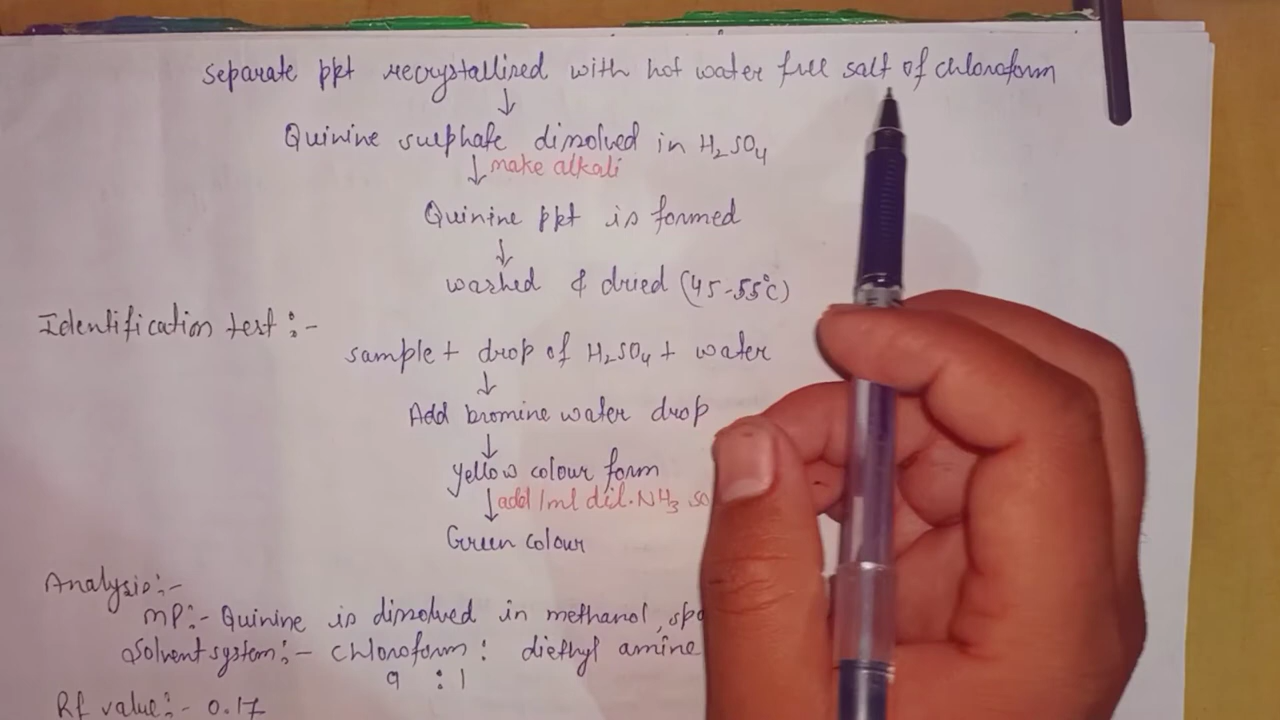 separate ppt recrystallized with hot water free salt of chloroform
↓
Quinine sulphate dissolved in H₂SO₄
↓ make alkali
Quinine ppt is formed
↓
washed & dried (45-55°C)
Identification test :-
sample + drop of H₂SO₄ + water
↓
Add bromine water drop
↓
yellow colour form
↓ add 1ml dil. NH₃
Green colour
Analysis :-
MP :- Quinine is dissolved in methanol,
Solvent system :- chloroform : diethyl amine
9 : 1
Rf value :- 0.17